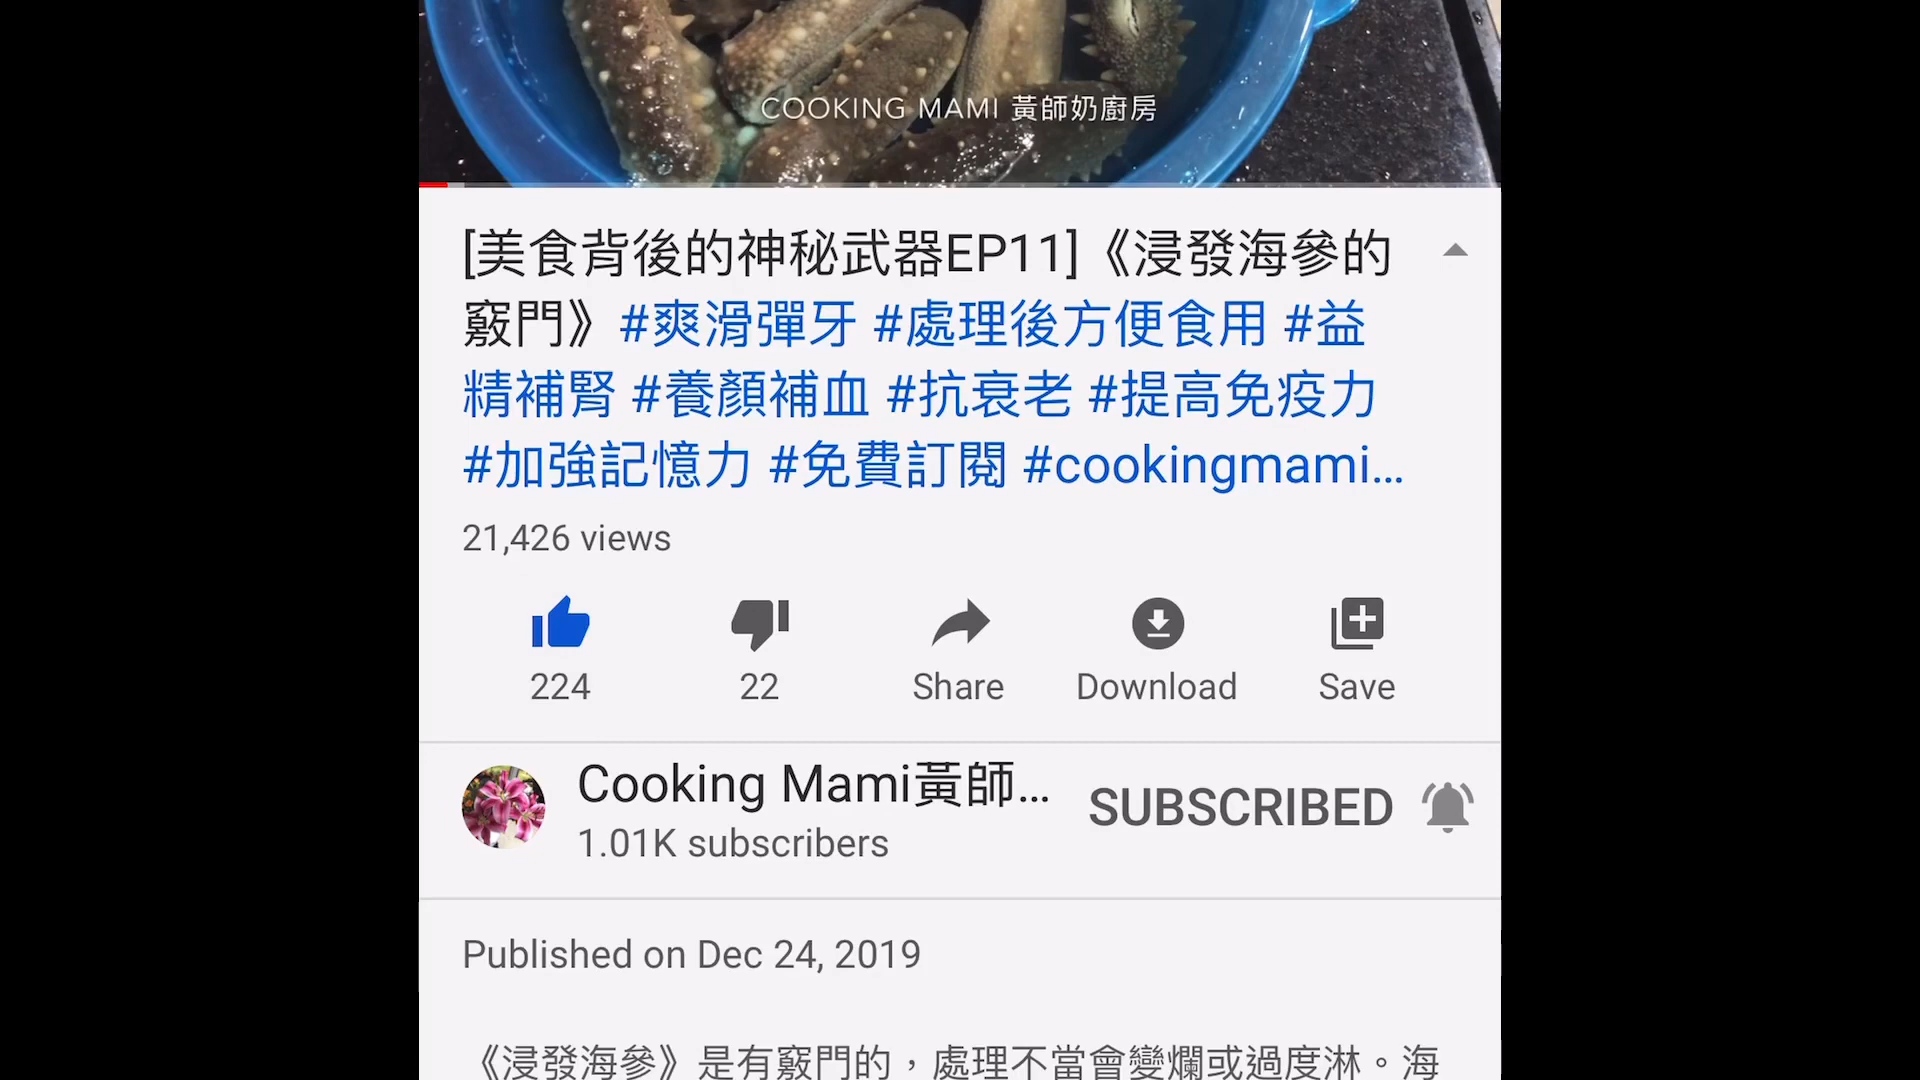 COOKING MAMI 黃師奶廚房
[美食背後的神秘武器EP11]《浸發海參的
竅門》#爽滑彈牙 #處理後方便食用 #益
精補腎 #養顏補血 #抗衰老 #提高免疫力
#加強記憶力 #免費訂閱 #cookingmami...
21,426 views
224 22 Share Download Save
Cooking Mami黃師... SUBSCRIBED
1.01K subscribers
Published on Dec 24, 2019
《浸發海參》是有竅門的，處理不當會變爛或過度淋。海